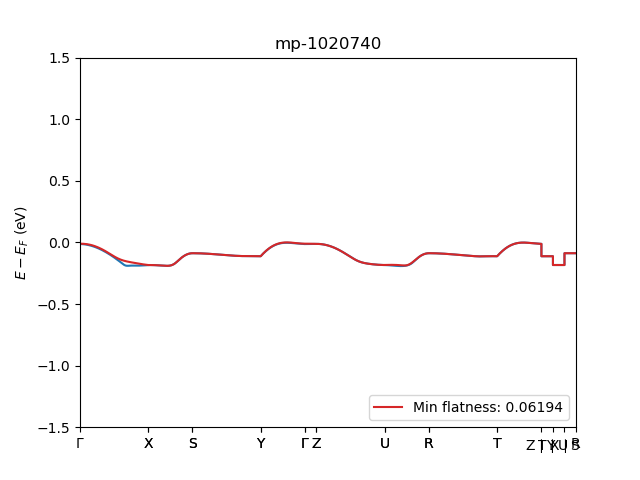 mp-1020740
E − E_F (eV)
1.5
1.0
0.5
0.0
−0.5
−1.0
−1.5
Min flatness: 0.06194
Γ X S Y Γ Z U R T Z|T Y|X U|S R